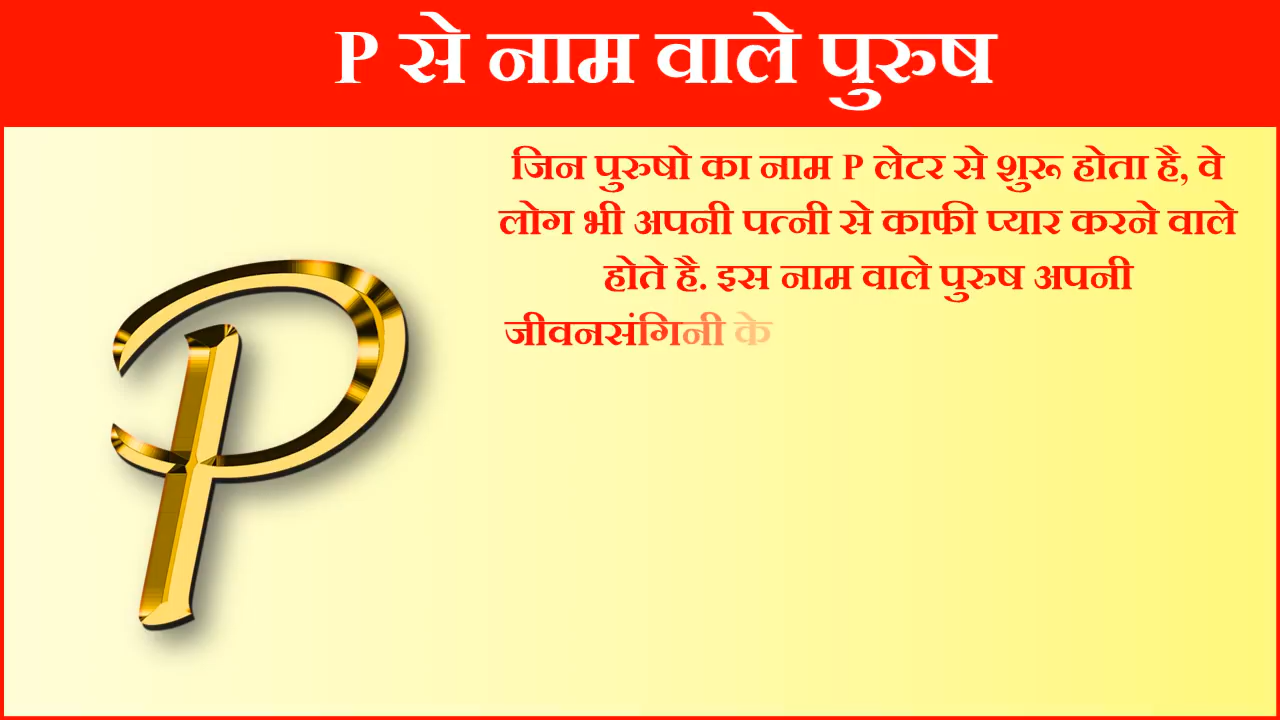 P से नाम वाले पुरुष
जिन पुरुषो का नाम P लेटर से शुरू होता है, वे
लोग भी अपनी पत्नी से काफी प्यार करने वाले
होते है. इस नाम वाले पुरुष अपनी
जीवनसंगिनी के
P